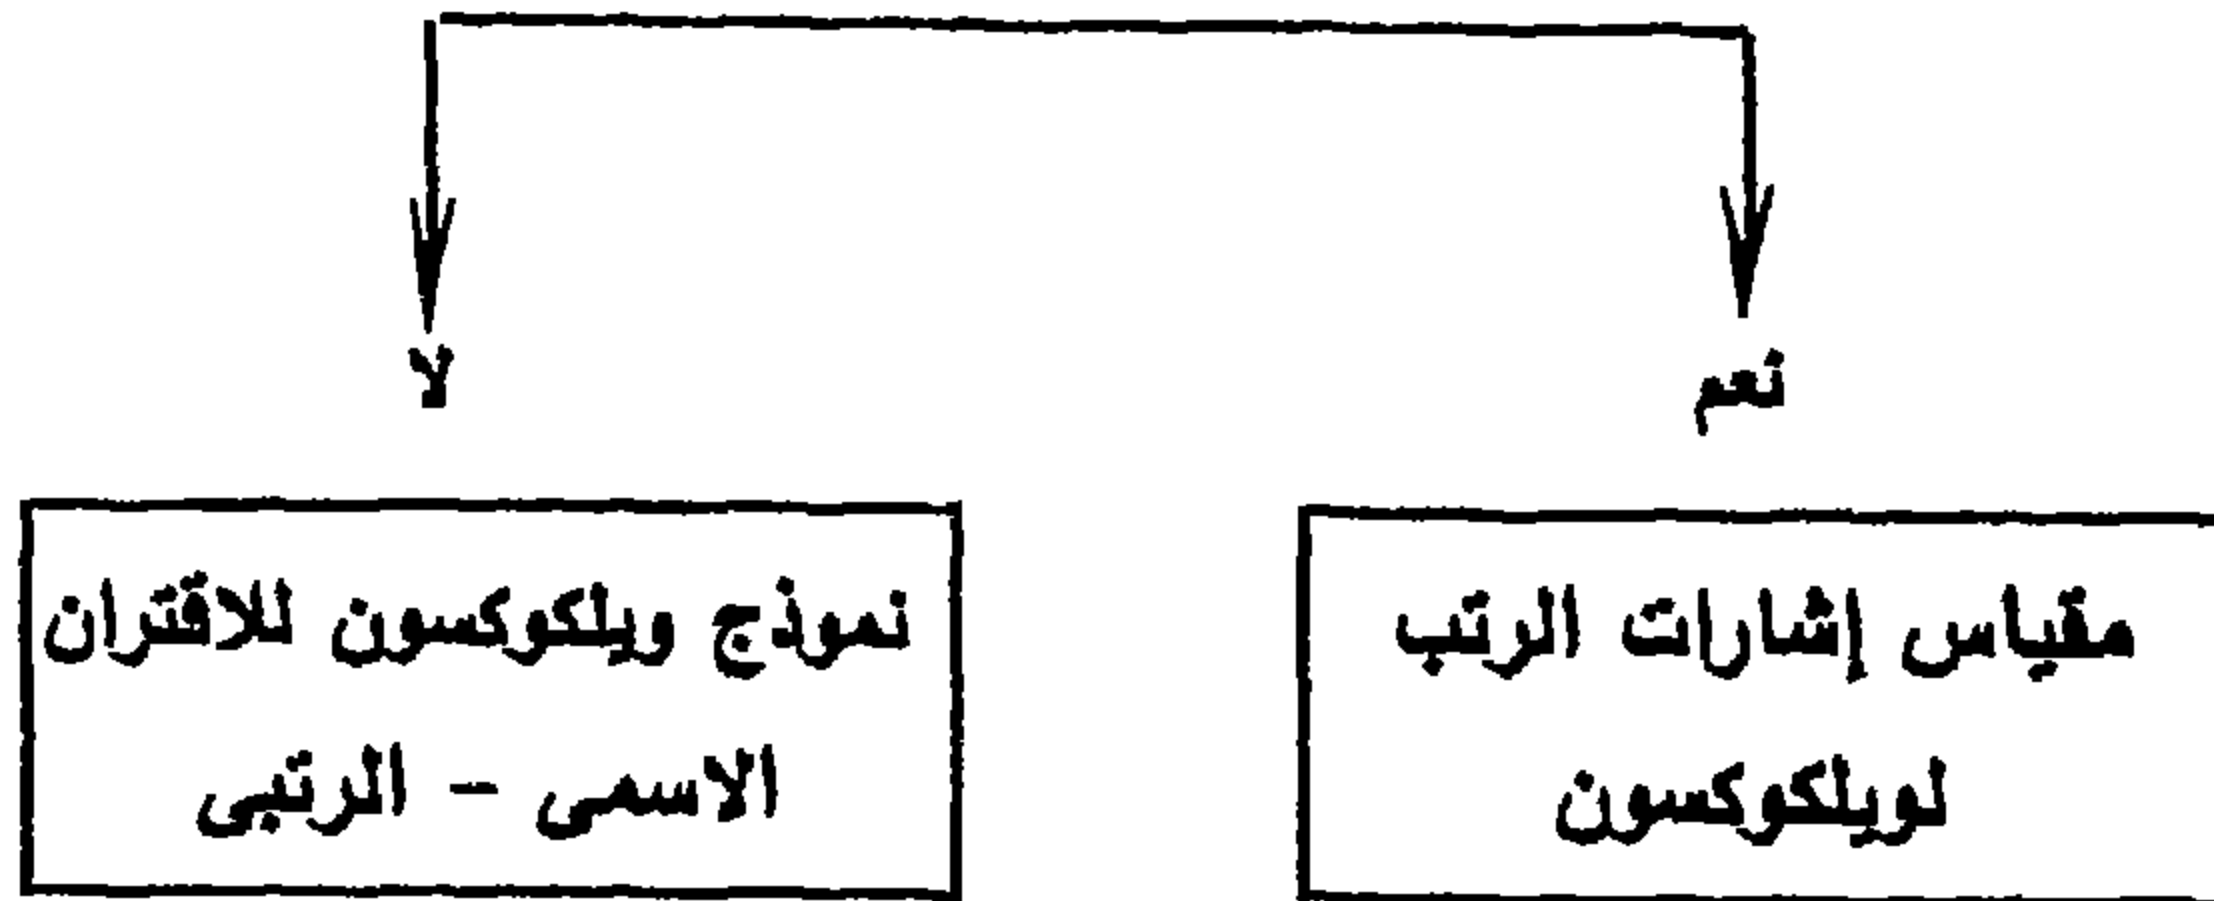 نعم
لا
مقياس إشارات الرتب
لويلكوكسون
نموذج ويلكوكسون للاقتران
الاسمى - الرتبى